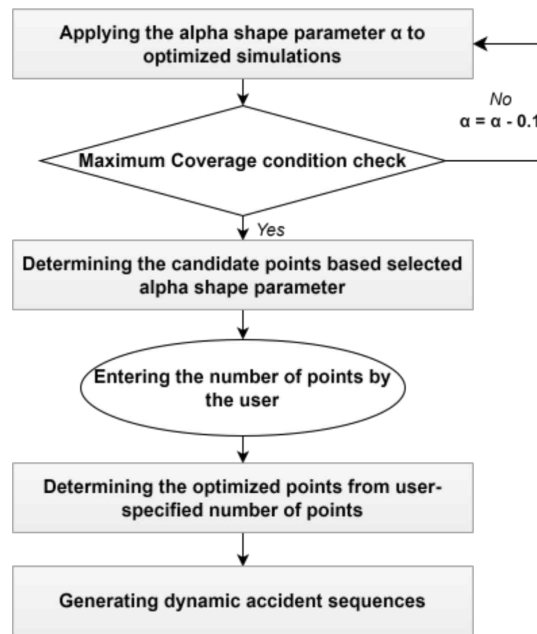 Applying the alpha shape parameter α to
optimized simulations
No
α = α - 0.1
Maximum Coverage condition check
Yes
Determining the candidate points based selected
alpha shape parameter
Entering the number of points by
the user
Determining the optimized points from user-
specified number of points
Generating dynamic accident sequences